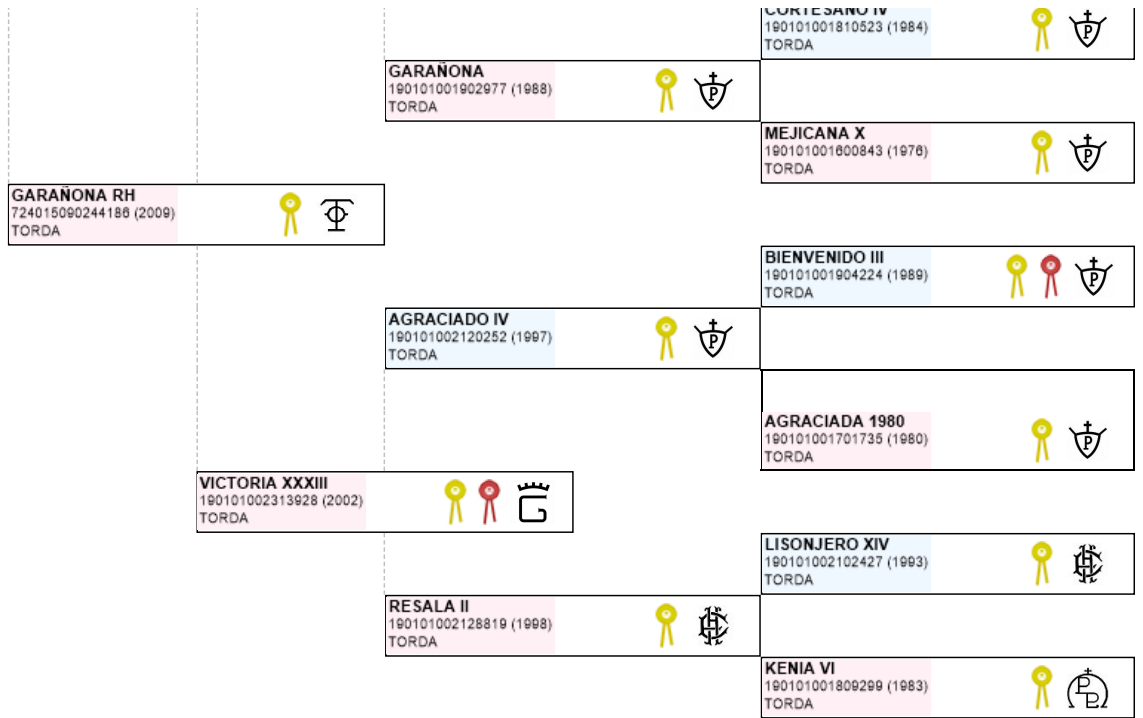 CORTESANO IV
190101001810523 (1984)
TORDA
GARAÑONA
190101001902977 (1988)
TORDA
MEJICANA X
190101001600843 (1976)
TORDA
GARAÑONA RH
724015090244186 (2009)
TORDA
BIENVENIDO III
190101001904224 (1989)
TORDA
AGRACIADO IV
190101002120252 (1997)
TORDA
AGRACIADA 1980
190101001701735 (1980)
TORDA
VICTORIA XXXIII
190101002313928 (2002)
TORDA
LISONJERO XIV
190101002102427 (1993)
TORDA
RESALA II
190101002128819 (1998)
TORDA
KENIA VI
190101001809299 (1983)
TORDA